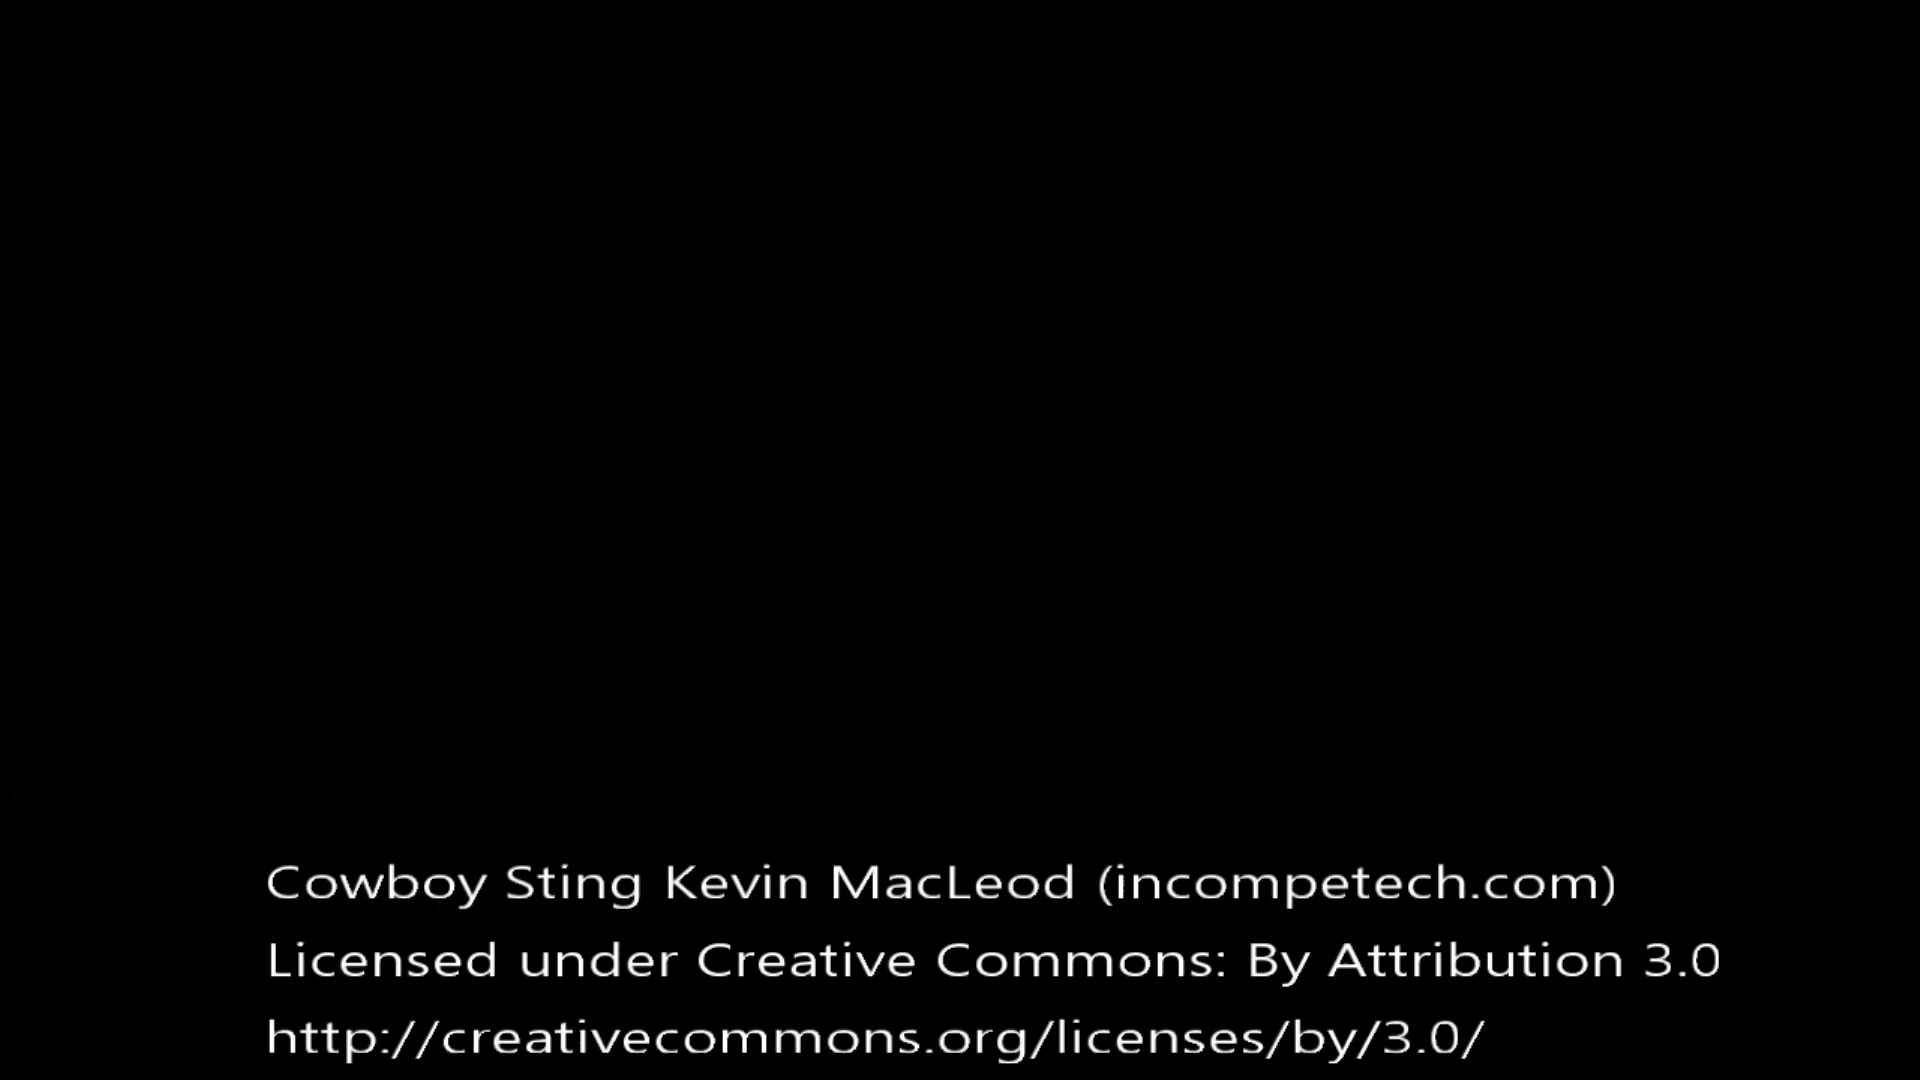 Cowboy Sting Kevin MacLeod (incompetech.com)
Licensed under Creative Commons: By Attribution 3.0
http://creativecommons.org/licenses/by/3.0/